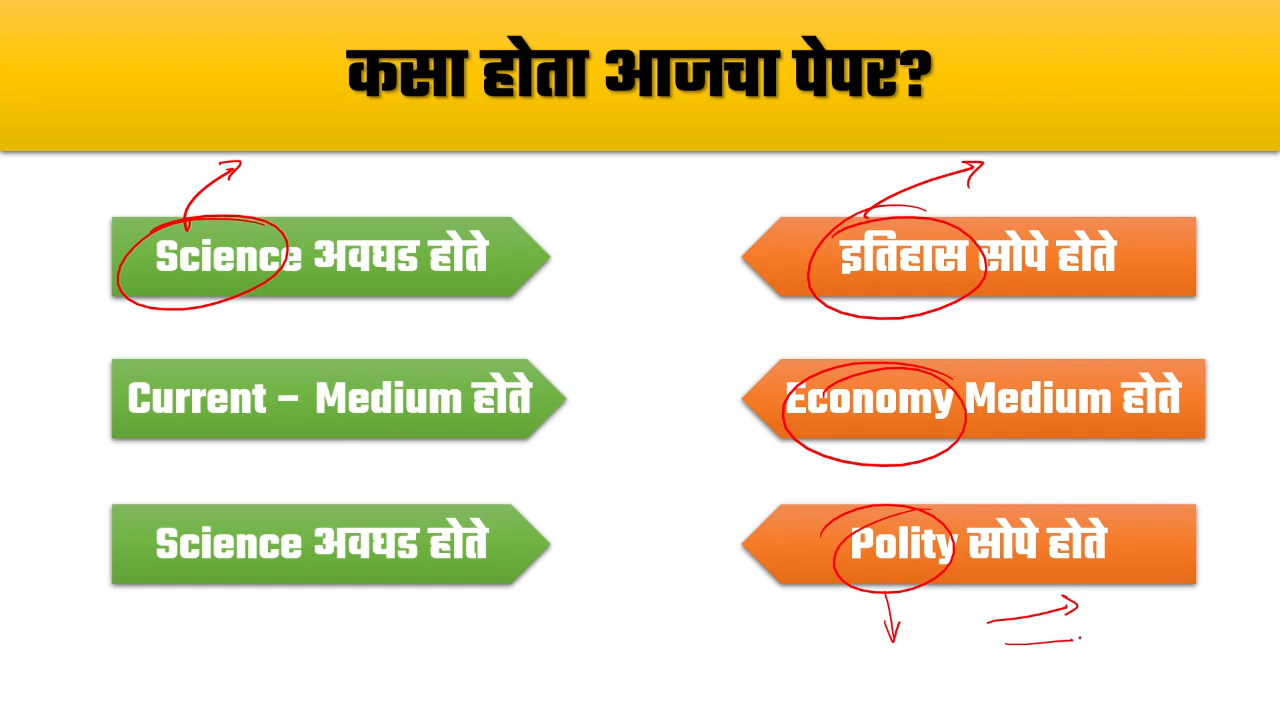 कसा होता आजचा पेपर?
Science अवघड होते
इतिहास सोपे होते
Current – Medium होते
Economy Medium होते
Science अवघड होते
Polity सोपे होते